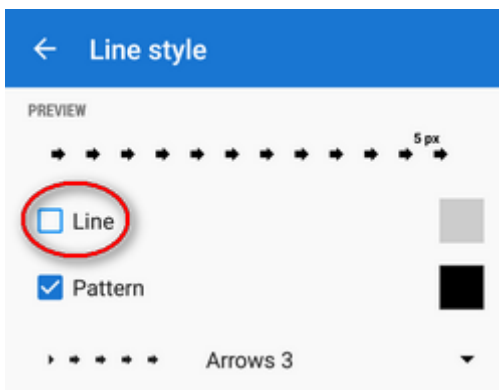 Line style
PREVIEW
5 px
Line
Pattern
Arrows 3